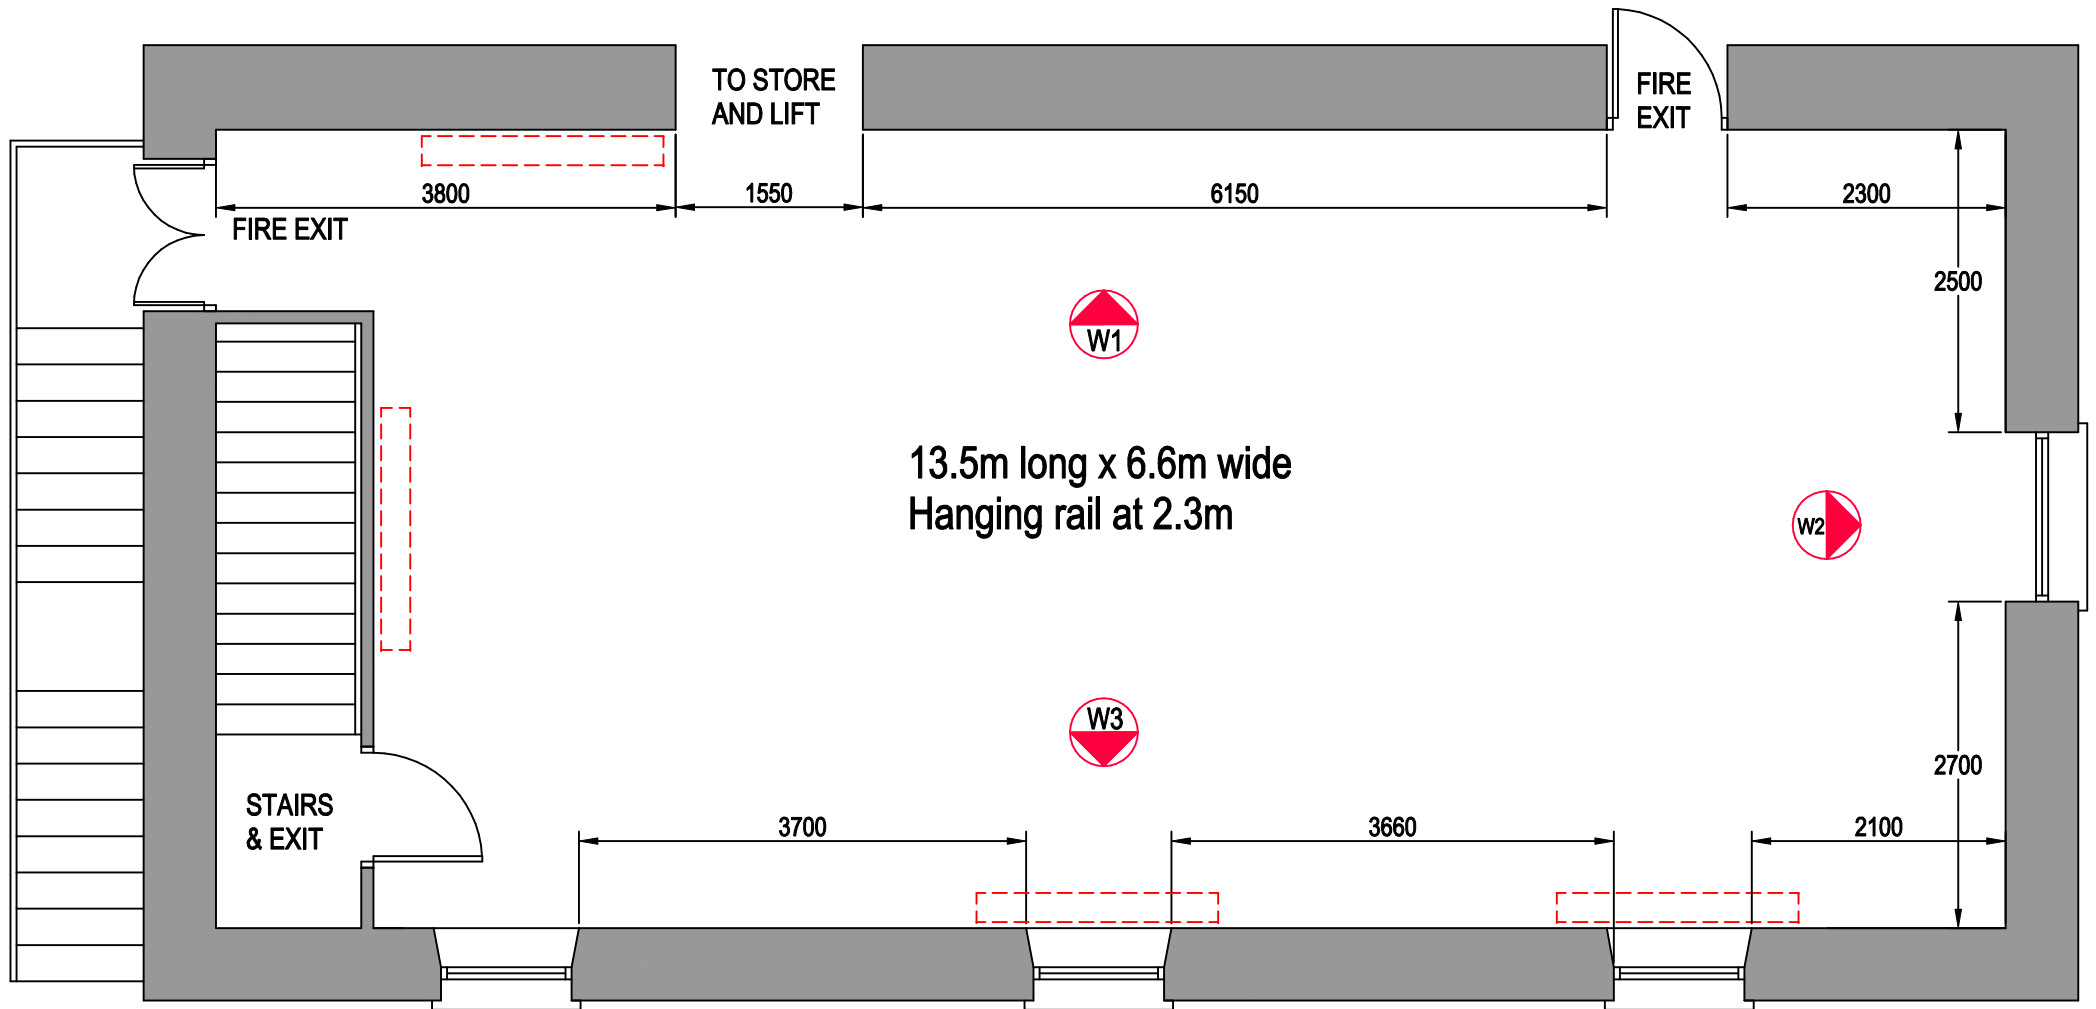 TO STORE
AND LIFT
FIRE
EXIT
3800
1550
6150
2300
FIRE EXIT
2500
W1
13.5m long x 6.6m wide
Hanging rail at 2.3m
W2
W3
2700
STAIRS
& EXIT
3700
3660
2100